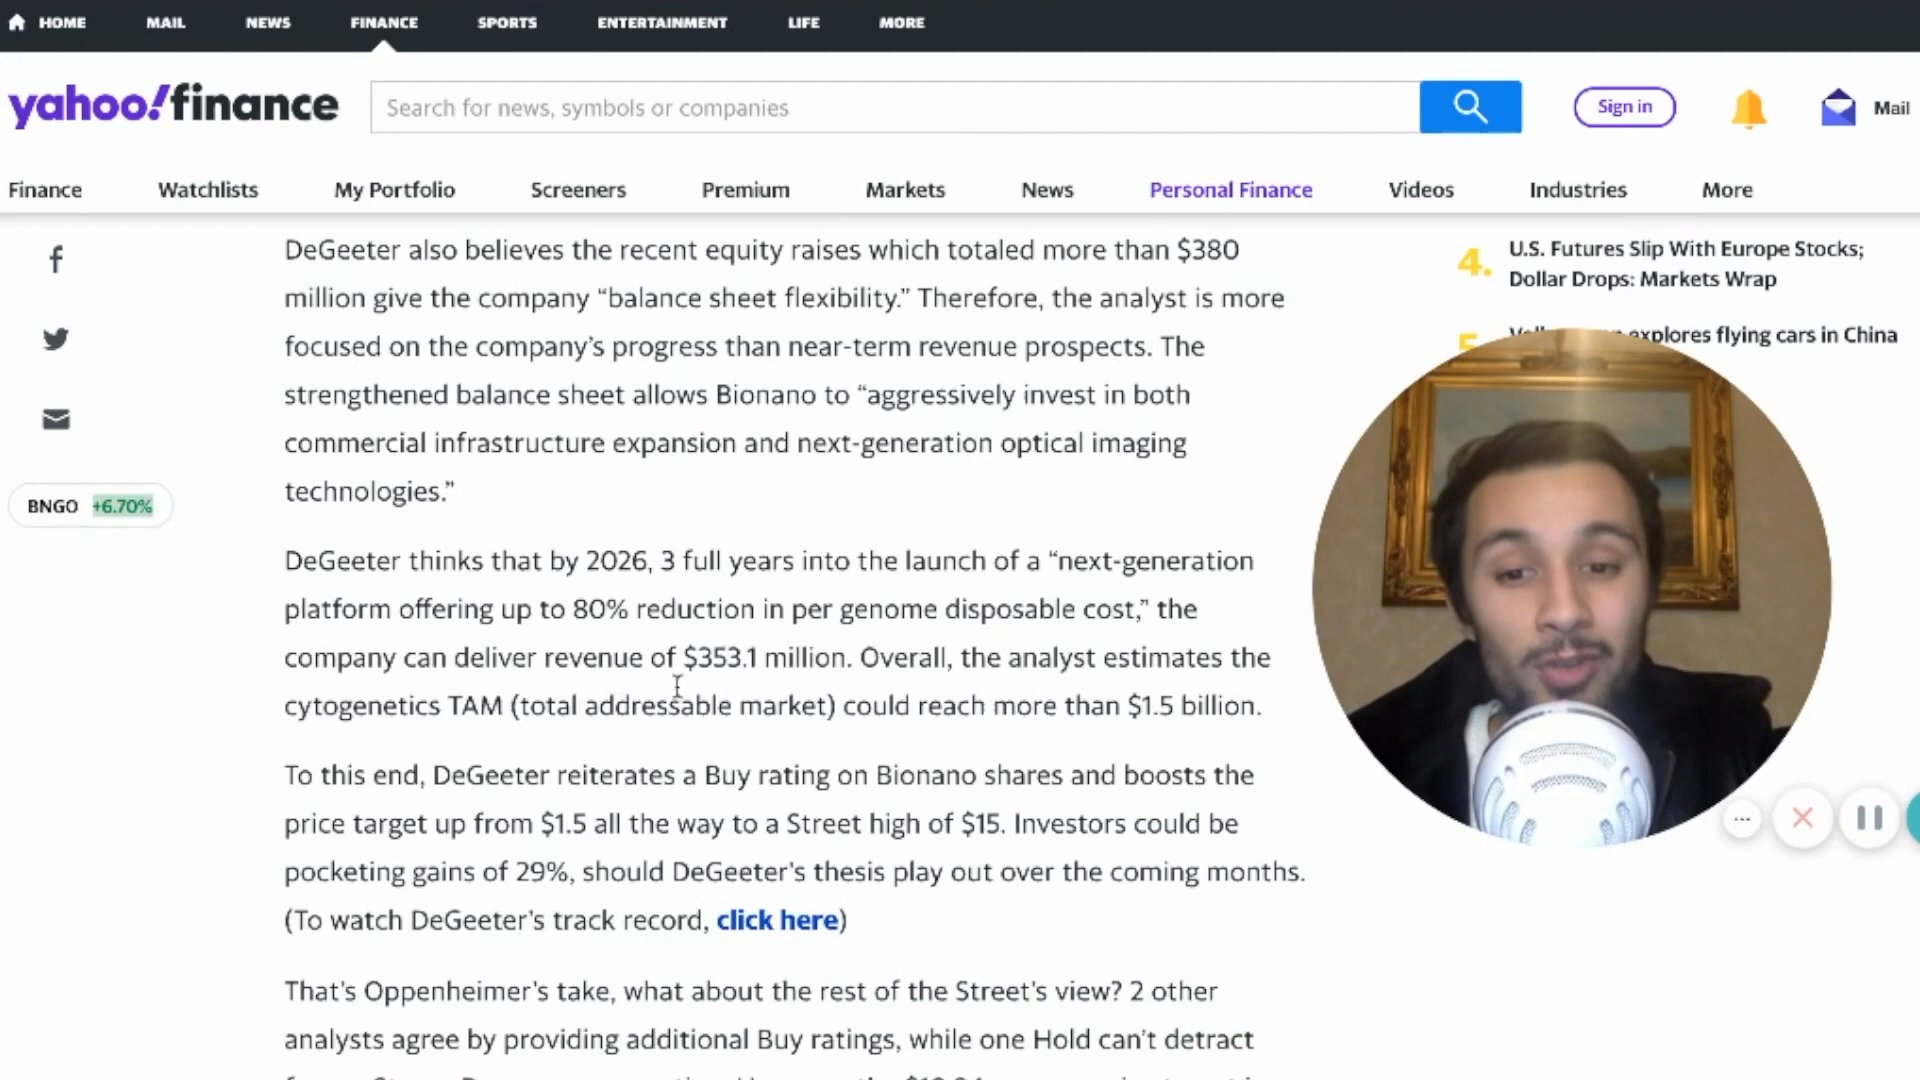 HOME MAIL NEWS FINANCE SPORTS ENTERTAINMENT LIFE MORE
yahoo!finance
Search for news, symbols or companies
Sign in
Mail
Finance Watchlists My Portfolio Screeners Premium Markets News Personal Finance Videos Industries More
DeGeeter also believes the recent equity raises which totaled more than $380
million give the company “balance sheet flexibility.” Therefore, the analyst is more
focused on the company’s progress than near-term revenue prospects. The
strengthened balance sheet allows Bionano to “aggressively invest in both
commercial infrastructure expansion and next-generation optical imaging
technologies.”
BNGO +6.70%
DeGeeter thinks that by 2026, 3 full years into the launch of a “next-generation
platform offering up to 80% reduction in per genome disposable cost,” the
company can deliver revenue of $353.1 million. Overall, the analyst estimates the
cytogenetics TAM (total addressable market) could reach more than $1.5 billion.
To this end, DeGeeter reiterates a Buy rating on Bionano shares and boosts the
price target up from $1.5 all the way to a Street high of $15. Investors could be
pocketing gains of 29%, should DeGeeter’s thesis play out over the coming months.
(To watch DeGeeter’s track record, click here)
That’s Oppenheimer’s take, what about the rest of the Street’s view? 2 other
analysts agree by providing additional Buy ratings, while one Hold can’t detract
4. U.S. Futures Slip With Europe Stocks;
Dollar Drops: Markets Wrap
5. explores flying cars in China